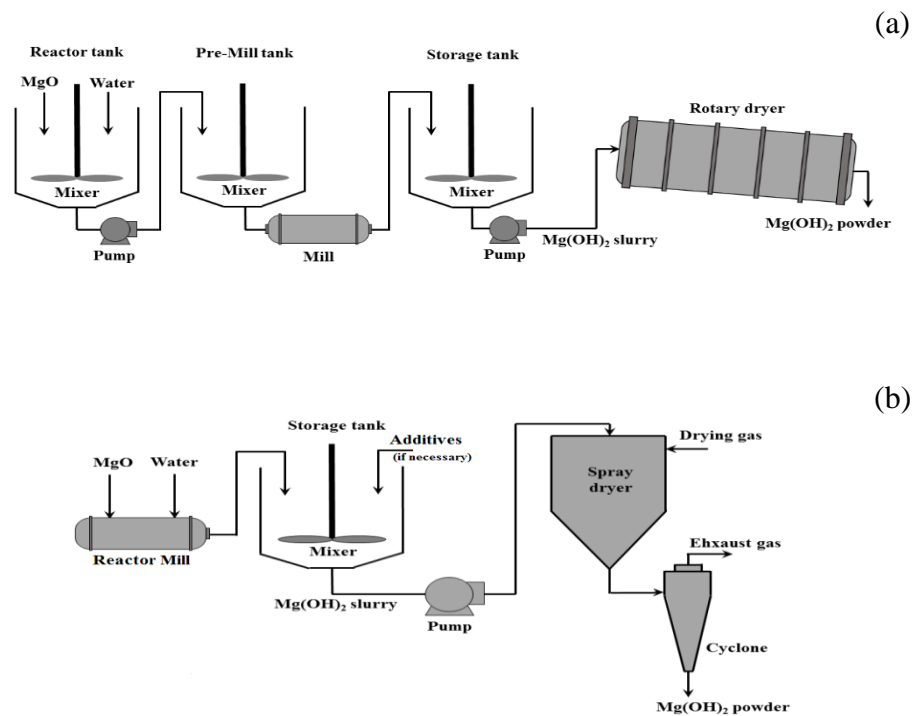 (a)
Reactor tank
Pre-Mill tank
Storage tank
MgO
Water
Rotary dryer
Mixer
Mixer
Mixer
Mg(OH)₂ powder
Mg(OH)₂ slurry
Pump
Mill
Pump
(b)
Storage tank
Additives
(if necessary)
Drying gas
MgO
Water
Spray
dryer
Ehxaust gas
Mixer
Reactor Mill
Mg(OH)₂ slurry
Pump
Cyclone
Mg(OH)₂ powder